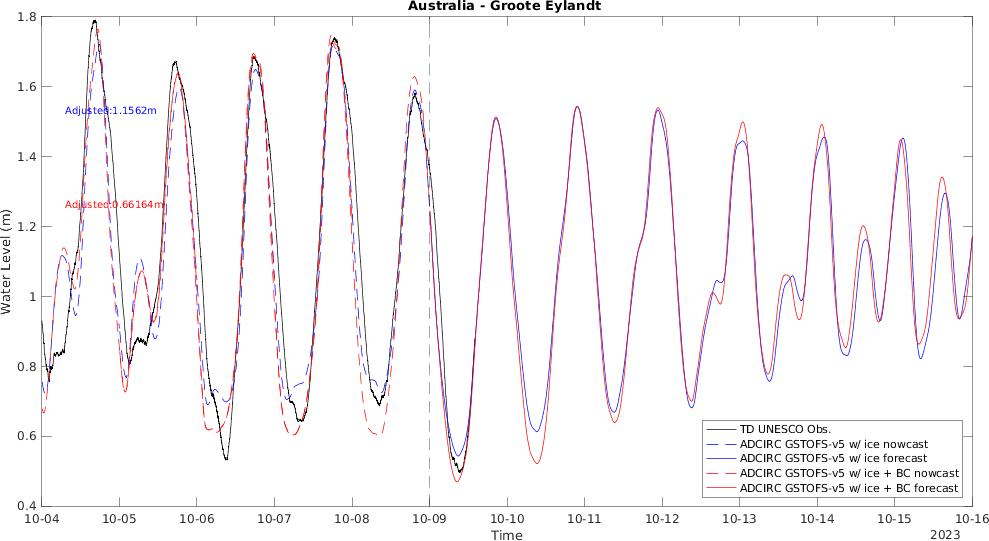 Australia - Groote Eylandt
1.8
1.6
1.4
1.2
1
0.8
0.6
0.4
Water Level (m)
Adjusted:1.1562m
Adjusted:0.66164m
TD UNESCO Obs.
ADCIRC GSTOFS-v5 w/ ice nowcast
ADCIRC GSTOFS-v5 w/ ice forecast
ADCIRC GSTOFS-v5 w/ ice + BC nowcast
ADCIRC GSTOFS-v5 w/ ice + BC forecast
10-04 10-05 10-06 10-07 10-08 10-09 10-10 10-11 10-12 10-13 10-14 10-15 10-16
Time
2023